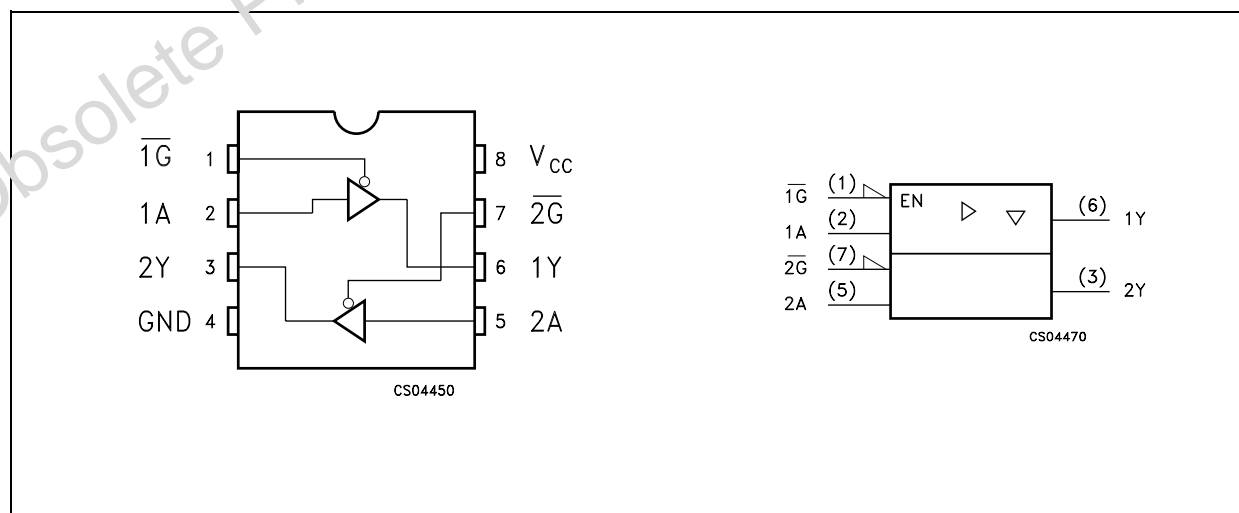 Obsolete
1G̅ 1
1A 2
2Y 3
GND 4
8 VCC
7 2G̅
6 1Y
5 2A
CS04450
1G̅ (1)
1A (2)
2G̅ (7)
2A (5)
EN
(6) 1Y
(3) 2Y
CS04470